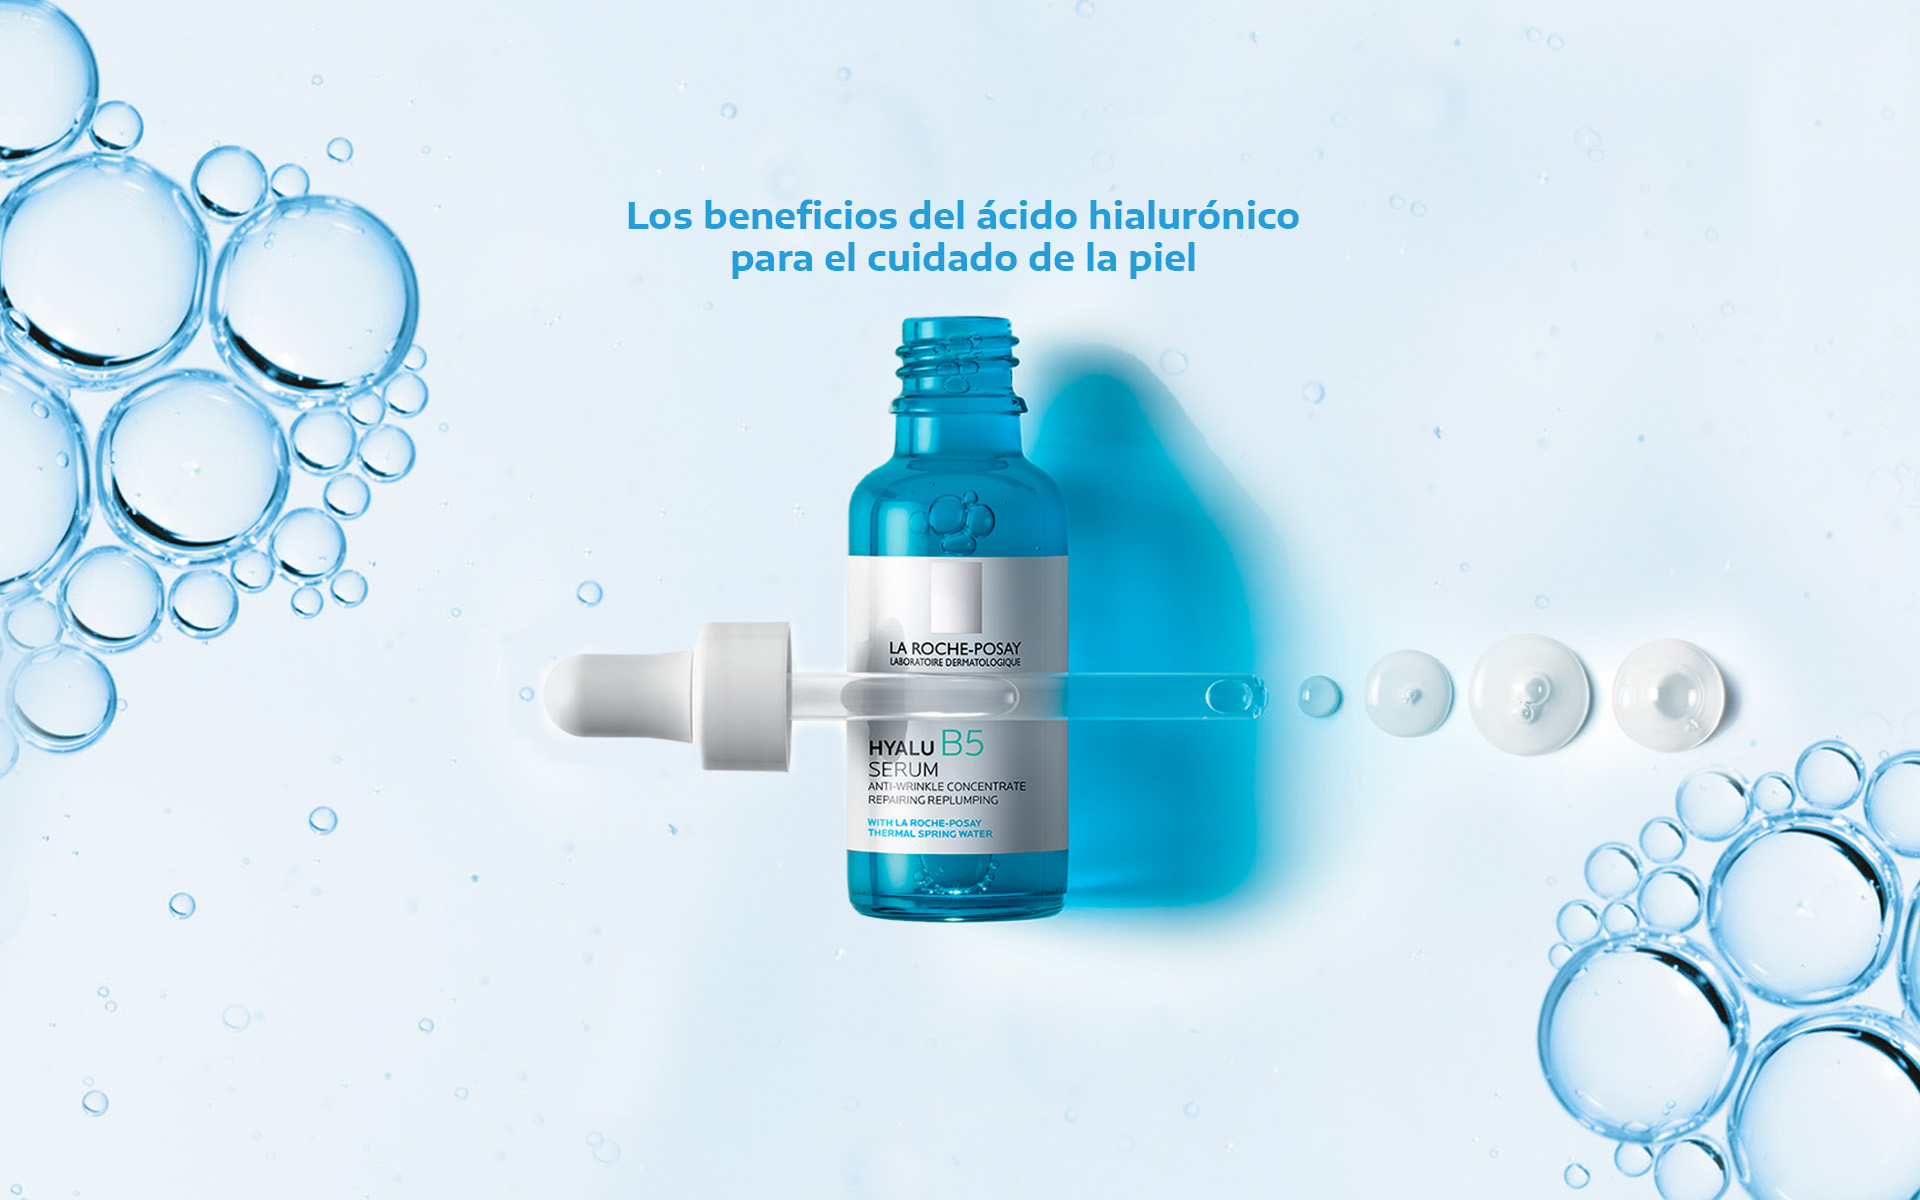 Los beneficios del ácido hialurónico
para el cuidado de la piel
LA ROCHE-POSAY
LABORATOIRE DERMATOLOGIQUE
HYALU B5
SERUM
ANTI-WRINKLE CONCENTRATE
REPAIRING REPLUMPING
WITH LA ROCHE-POSAY
THERMAL SPRING WATER